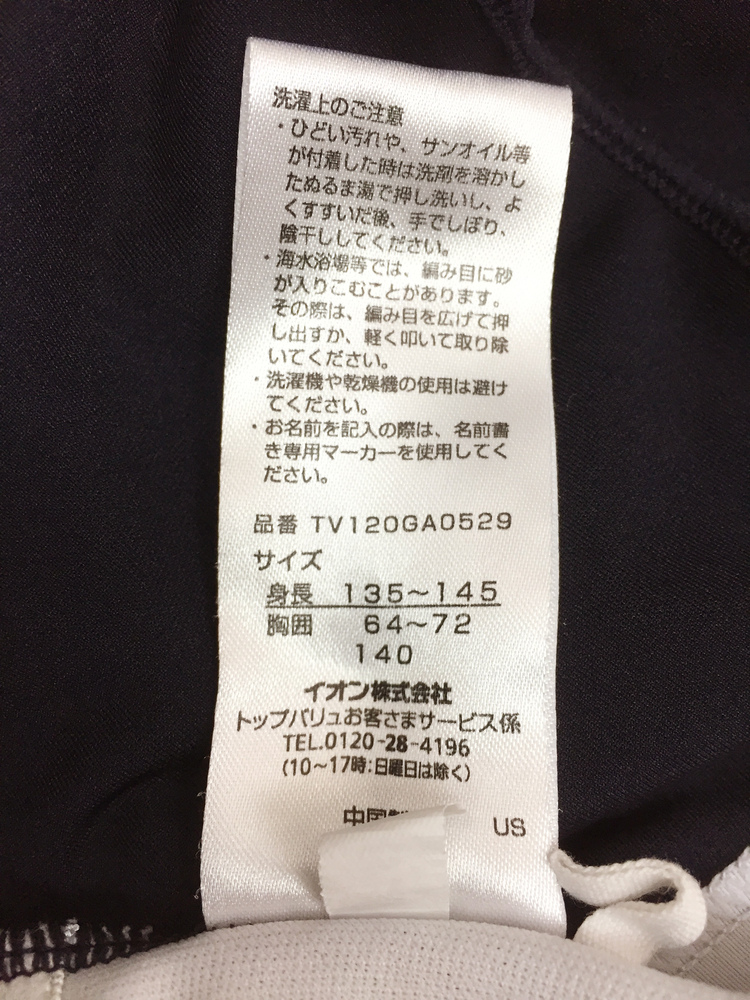 洗濯上のご注意
・ひどい汚れや、サンオイル等
が付着した時は洗剤を溶かし
たぬるま湯で押し洗いし、よ
くすすいだ後、手でしぼり、
陰干ししてください。
・海水浴場等では、編み目に砂
が入りこむことがあります。
その際は、編み目を広げて押
し出すか、軽く叩いて取り除
いてください。
・洗濯機や乾燥機の使用は避け
てください。
・お名前を記入の際は、名前書
き専用マーカーを使用してく
ださい。
品番 TV120GA0529
サイズ
身長 135～145
胸囲 64～72
140
イオン株式会社
トップバリュお客さまサービス係
TEL.0120-28-4196
(10～17時:日曜日は除く)
中国製 US